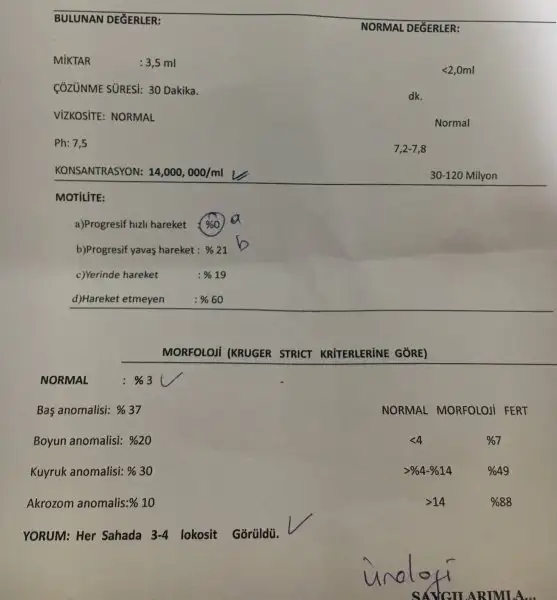 BULUNAN DEĞERLER:
NORMAL DEĞERLER:
MİKTAR : 3,5 ml
<2,0ml
ÇÖZÜNME SÜRESİ: 30 Dakika.
dk.
VİZKOSİTE: NORMAL
Normal
Ph: 7,5
7,2-7,8
KONSANTRASYON: 14,000, 000/ml
30-120 Milyon
MOTİLİTE:
a)Progresif hızlı hareket : %0 a
b)Progresif yavaş hareket : % 21 b
c)Yerinde hareket : % 19
d)Hareket etmeyen : % 60
MORFOLOJİ (KRUGER STRICT KRİTERLERİNE GÖRE)
NORMAL : % 3
Baş anomalisi: % 37
NORMAL MORFOLOJİ FERT
Boyun anomalisi: %20
<4 %7
Kuyruk anomalisi: % 30
>%4-%14 %49
Akrozom anomalis:% 10
>14 %88
YORUM: Her Sahada 3-4 lokosit Görüldü.
üroloji
SAYGILARIMLA...